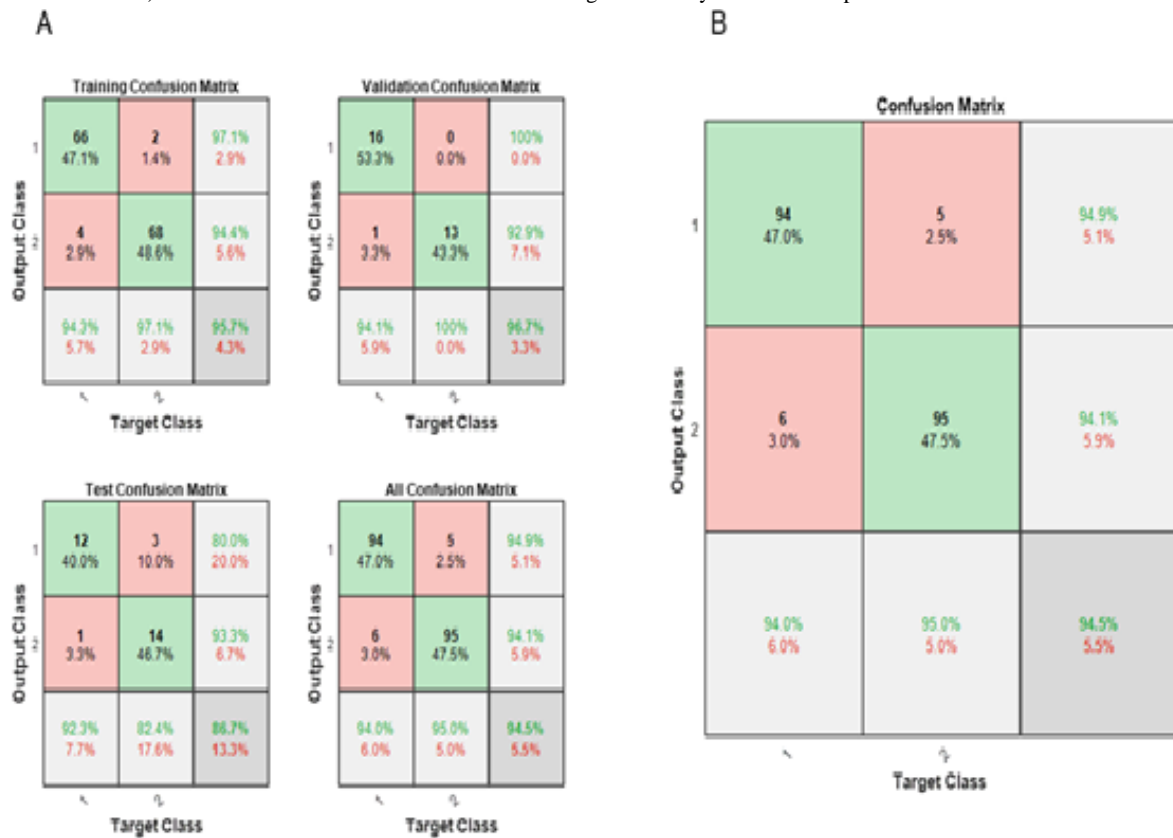 A
B
Training Confusion Matrix
66 2 97.1%
1
47.1% 1.4% 2.9%
4 68 94.4%
2
2.9% 48.6% 5.6%
94.3% 97.1% 95.7%
5.7% 2.9% 4.3%
1 2
Output Class
Target Class
Validation Confusion Matrix
16 0 100%
1
53.3% 0.0% 0.0%
1 13 92.9%
2
3.3% 43.3% 7.1%
94.1% 100% 96.7%
5.9% 0.0% 3.3%
1 2
Output Class
Target Class
Test Confusion Matrix
12 3 80.0%
1
40.0% 10.0% 20.0%
1 14 93.3%
2
3.3% 46.7% 6.7%
92.3% 82.4% 86.7%
7.7% 17.6% 13.3%
1 2
Output Class
Target Class
All Confusion Matrix
94 5 94.9%
1
47.0% 2.5% 5.1%
6 95 94.1%
2
3.0% 47.5% 5.9%
94.0% 95.0% 94.5%
6.0% 5.0% 5.5%
1 2
Output Class
Target Class
Confusion Matrix
94 5 94.9%
1
47.0% 2.5% 5.1%
6 95 94.1%
2
3.0% 47.5% 5.9%
94.0% 95.0% 94.5%
6.0% 5.0% 5.5%
1 2
Output Class
Target Class